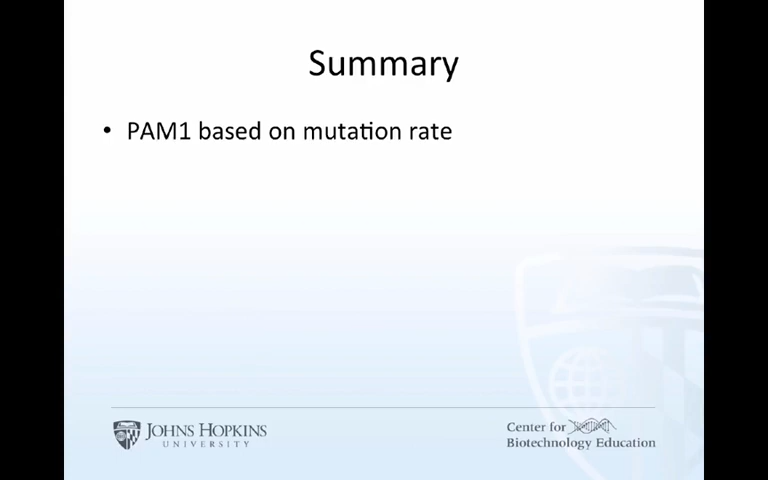 Summary
• PAM1 based on mutation rate
JOHNS HOPKINS
UNIVERSITY
Center for
Biotechnology Education